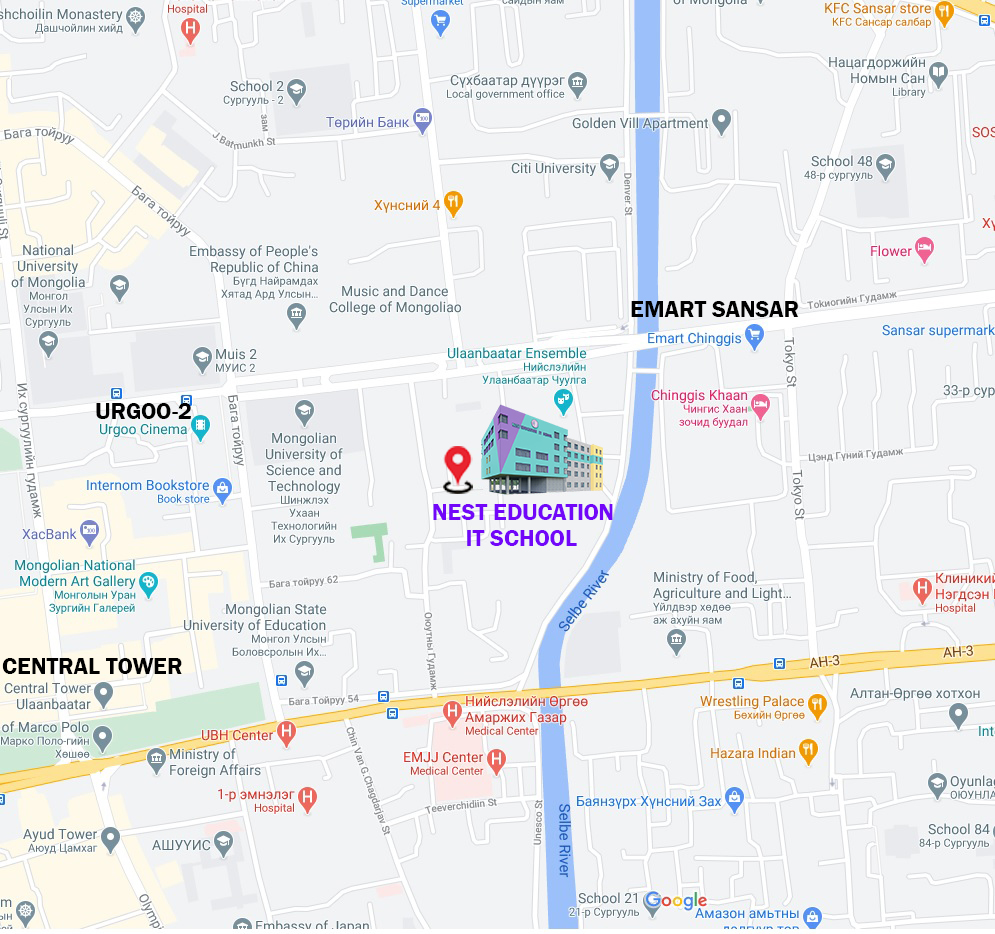 shchoilin Monastery
Дашчойлин хийд
Hospital
Supermarket
сайдын яам
of Mongolia
KFC Sansar store
KFC Сансар салбар
Нацагдоржийн
Номын Сан
Library
School 2
Сургууль - 2
Сүхбаатар дүүрэг
Local government office
Төрийн Банк
Golden Vill Apartment
Бага тойруу
J.Batmunkh St
зам
SOS
Citi University
School 48
48-р сургууль
Denver St
Бага тойруу
Хүнсний 4
National
University
of Mongolia
Монгол
Улсын Их
Сургууль
Embassy of People's
Republic of China
Бүгд Найрамдах
Хятад Ард Улсын...
Flower
Music and Dance
College of Mongoliao
EMART SANSAR
Токиогийн Гудамж
Emart Chinggis
Sansar supermark
Muis 2
МУИС 2
Ulaanbaatar Ensemble
Нийслэлийн
Улаанбаатар Чуулга
Tokyo St
Chinggis Khaan
Чингис Хаан
зочид буудал
33-р сур
Их сургуулийн гудамж
URGOO-2
Urgoo Cinema
Бага тойруу
Mongolian
University of
Science and
Technology
Шинжлэх
Ухаан
Технологийн
Их Сургууль
Цэнд Гүний Гудамж
Tokyo St
Internom Bookstore
Book store
NEST EDUCATION
IT SCHOOL
XacBank
Mongolian National
Modern Art Gallery
Монголын Уран
Зургийн Галерей
Бага тойруу 62
Selbe River
Ministry of Food,
Agriculture and Light...
Үйлдвэр хөдөө
аж ахуйн яам
Клиникий
Нэгдсэн
Hospital
Mongolian State
University of Education
Монгол Улсын
Боловсролын Их...
Оюутны Гудамж
CENTRAL TOWER
Central Tower
Ulaanbaatar
AH-3
AH-3
Бага тойруу 54
Нийслэлийн Өргөө
Амаржих Газар
Medical Center
Wrestling Palace
Бөхийн Өргөө
Алтан-Өргөө хотхон
of Marco Polo
Марко Поло-гийн
Хөшөө
UBH Center
Ministry of
Foreign Affairs
Chin Van G.Chagdarjav St
EMJJ Center
Medical Center
Hazara Indian
Int
1-р эмнэлэг
Hospital
Teeverchidiin St
Unesco St
Selbe River
Баянзүрх Хүнсний Зах
Oyunla
ОЮУНЛА
Ayud Tower
Аюуд Цамхаг
АШУУИС
School 84
84-р Сургууль
Olympi
School 21
21-р Сургууль
Google
Амазон амьтны
Embassy of Japan